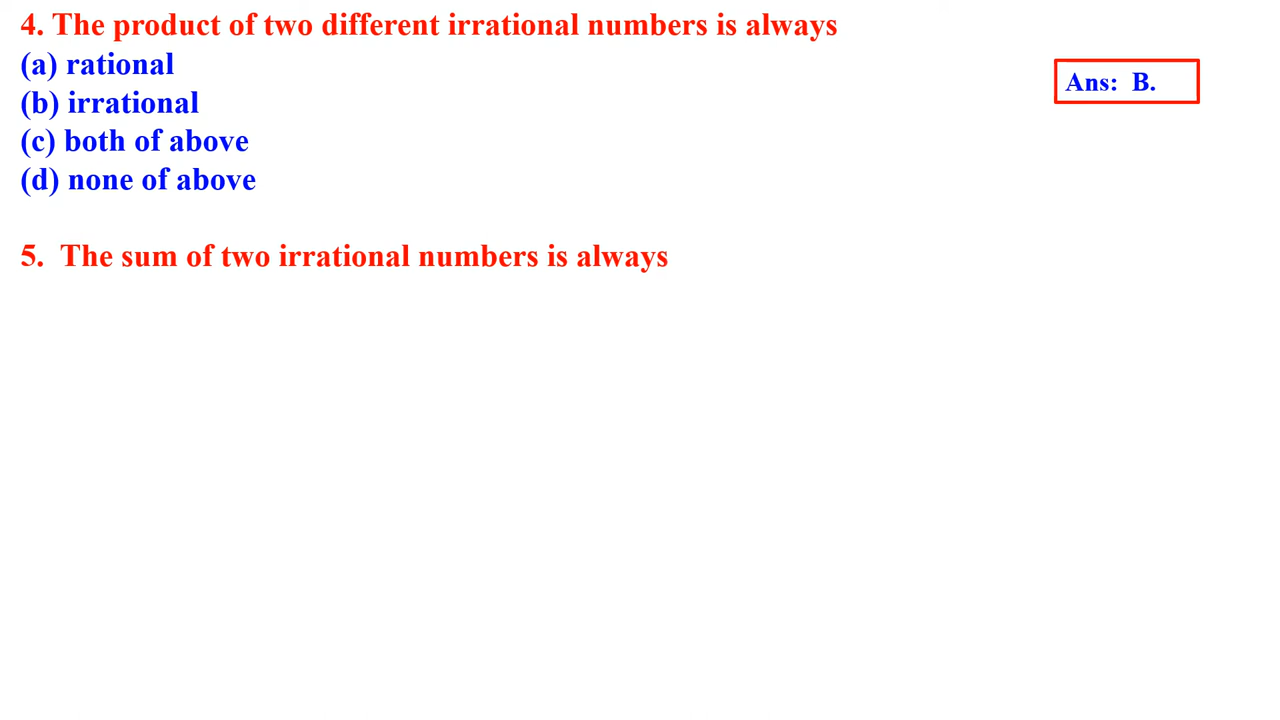 4. The product of two different irrational numbers is always
(a) rational
(b) irrational
(c) both of above
(d) none of above
Ans: B.
5. The sum of two irrational numbers is always